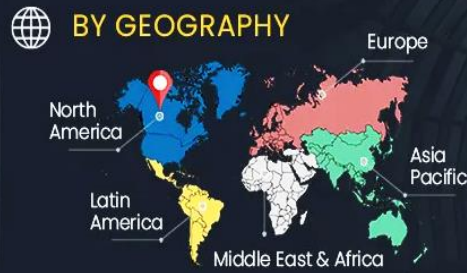 BY GEOGRAPHY
Europe
North
America
Asia
Pacific
Latin
America
Middle East & Africa